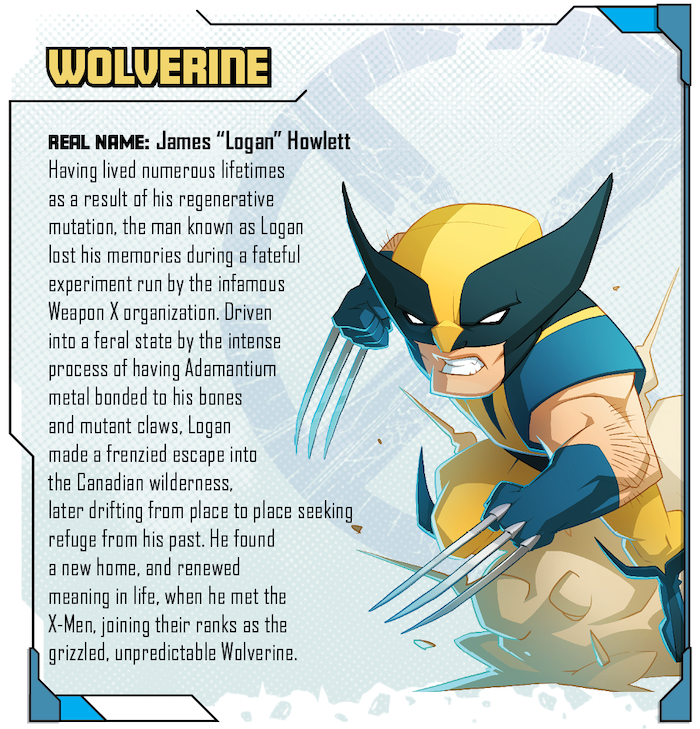 WOLVERINE
REAL NAME: James “Logan” Howlett
Having lived numerous lifetimes
as a result of his regenerative
mutation, the man known as Logan
lost his memories during a fateful
experiment run by the infamous
Weapon X organization. Driven
into a feral state by the intense
process of having Adamantium
metal bonded to his bones
and mutant claws, Logan
made a frenzied escape into
the Canadian wilderness,
later drifting from place to place seeking
refuge from his past. He found
a new home, and renewed
meaning in life, when he met the
X-Men, joining their ranks as the
grizzled, unpredictable Wolverine.